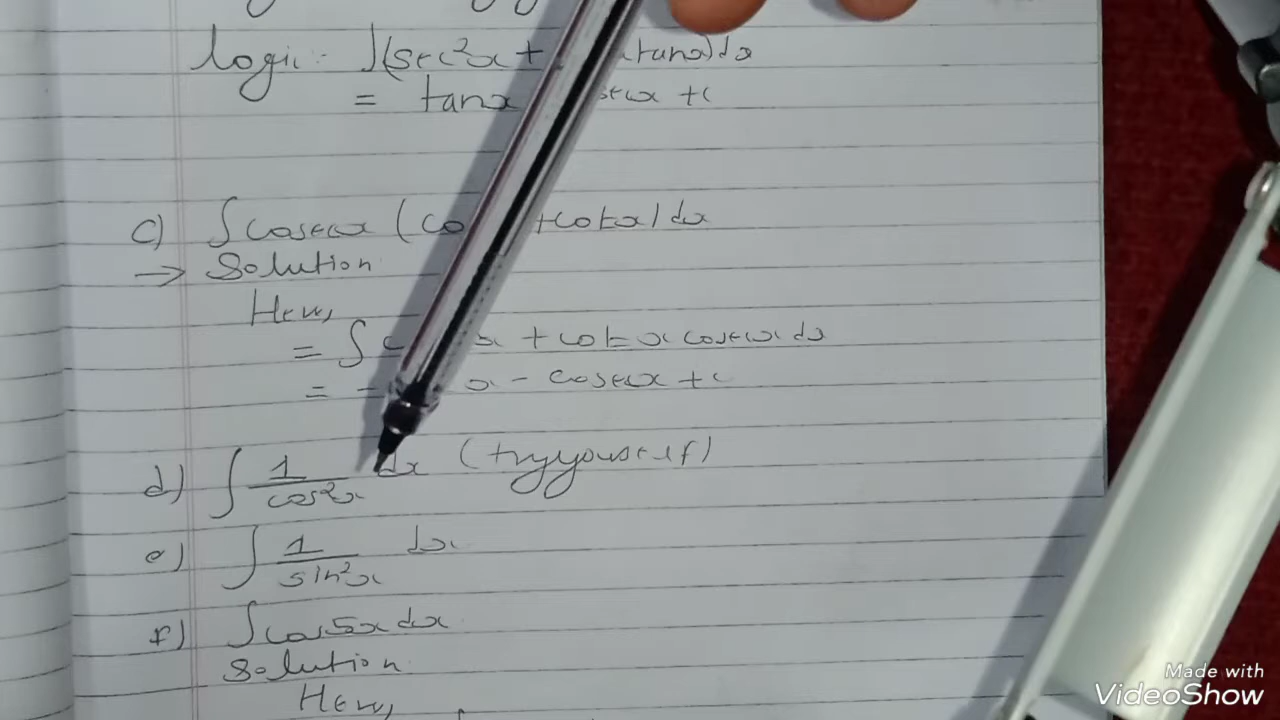 logic:- ∫(sec²x + tanx)dx
= tanx secx +c
c) ∫cosecx (co +cotx) dx
→ Solution
Here,
= ∫ c x + cotx cosecx dx
= - x - cosecx +c
d) ∫ 1/cos²x dx (try yourself)
e) ∫ 1/sin²x dx
f) ∫cos5x dx
Solution
Here,
Made with
VideoShow